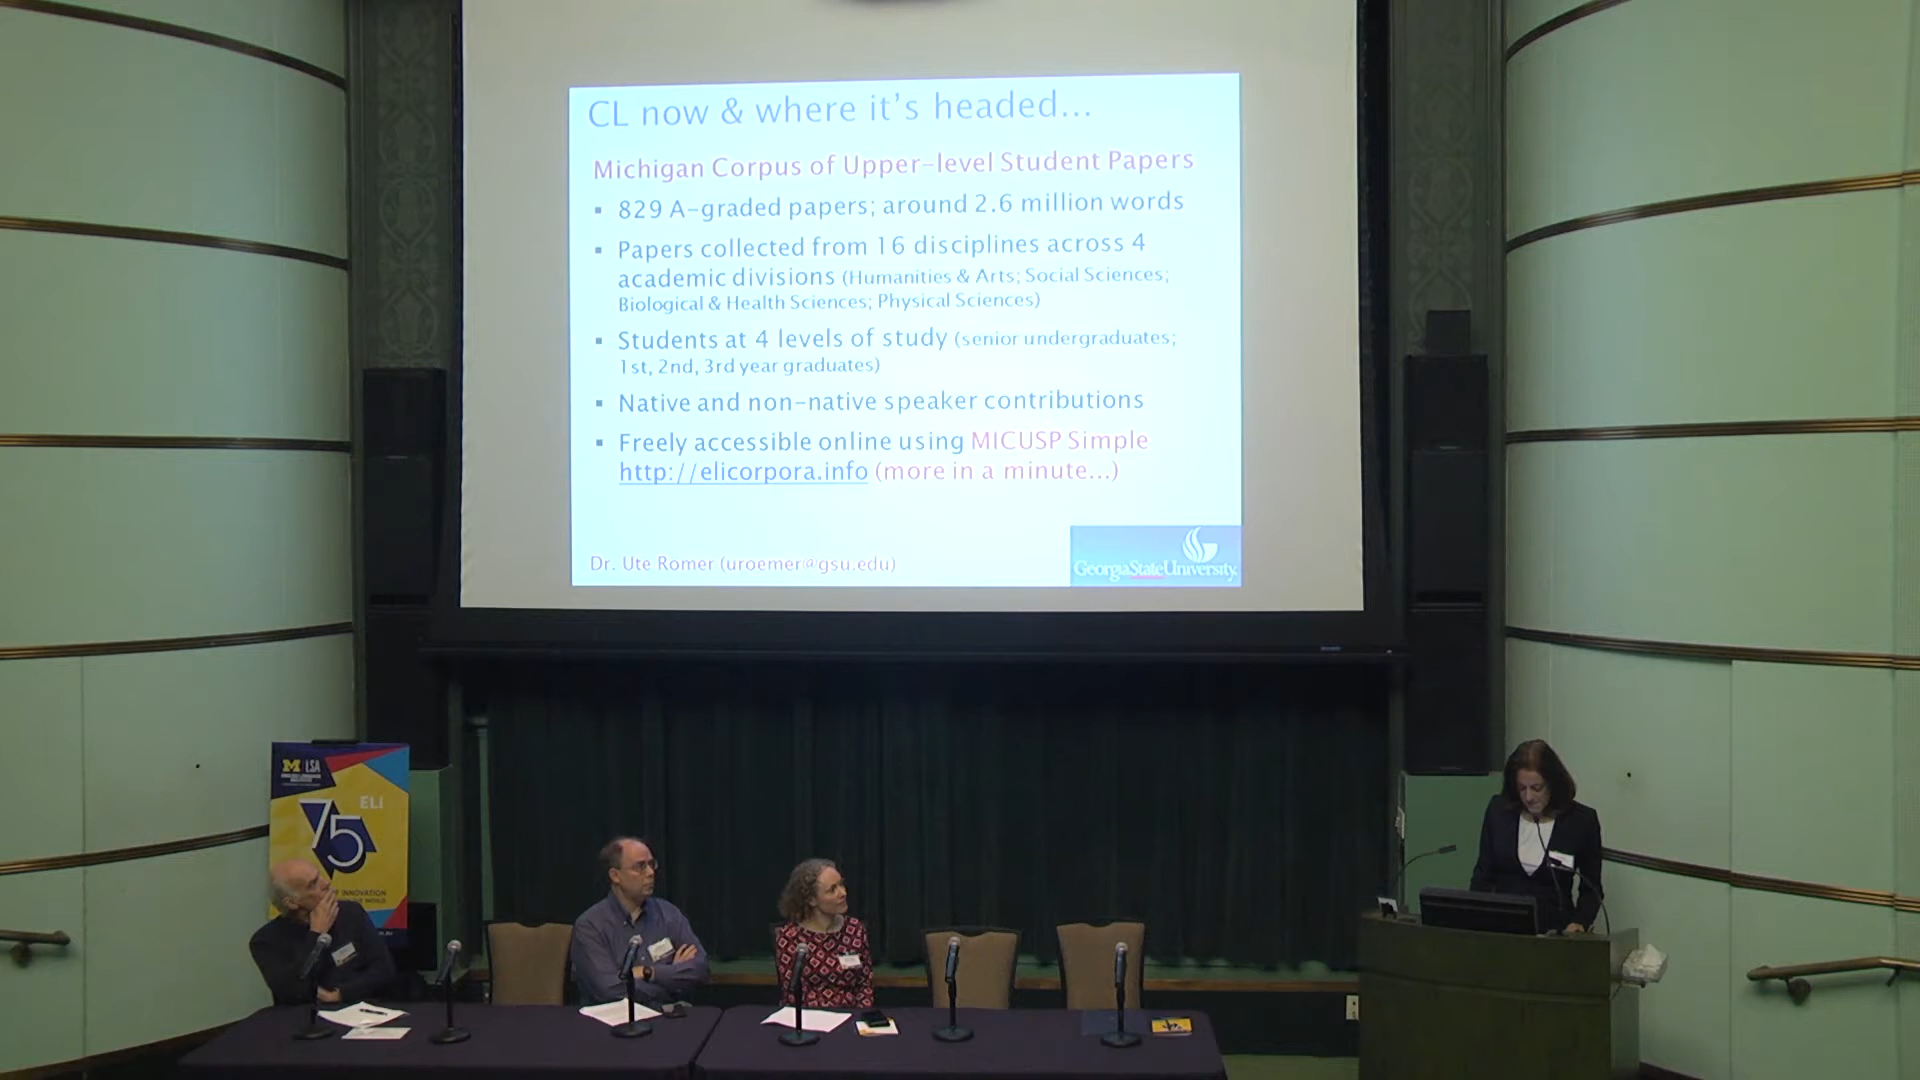 CL now & where it's headed...
Michigan Corpus of Upper-level Student Papers
▪ 829 A-graded papers; around 2.6 million words
▪ Papers collected from 16 disciplines across 4
academic divisions (Humanities & Arts; Social Sciences;
Biological & Health Sciences; Physical Sciences)
▪ Students at 4 levels of study (senior undergraduates;
1st, 2nd, 3rd year graduates)
▪ Native and non-native speaker contributions
▪ Freely accessible online using MICUSP Simple
http://elicorpora.info (more in a minute...)
Dr. Ute Romer (uroemer@gsu.edu)
GeorgiaStateUniversity
M LSA
ELI
75
INNOVATION